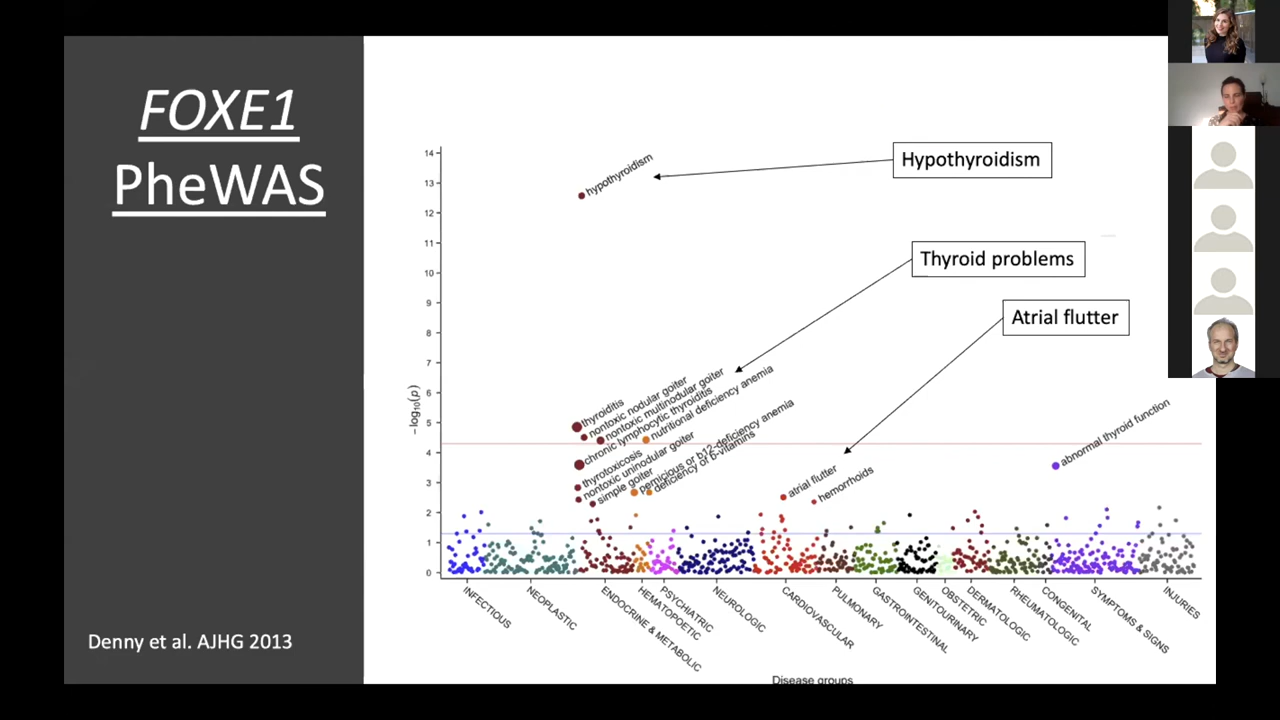 FOXE1
PheWAS
Denny et al. AJHG 2013
Hypothyroidism
Thyroid problems
Atrial flutter
−log10(p)
14
13
12
11
10
9
8
7
6
5
4
3
2
1
0
hypothyroidism
thyroiditis
nontoxic nodular goiter
nontoxic multinodular goiter
chronic lymphocytic thyroiditis
nutritional deficiency anemia
thyrotoxicosis
nontoxic uninodular goiter
simple goiter
pernicious or b12-deficiency anemia
deficiency of b-vitamins
atrial flutter
hemorrhoids
abnormal thyroid function
INFECTIOUS
NEOPLASTIC
ENDOCRINE & METABOLIC
HEMATOPOETIC
PSYCHIATRIC
NEUROLOGIC
CARDIOVASCULAR
PULMONARY
GASTROINTESTINAL
GENITOURINARY
OBSTETRIC
DERMATOLOGIC
RHEUMATOLOGIC
CONGENITAL
SYMPTOMS & SIGNS
INJURIES
Disease groups